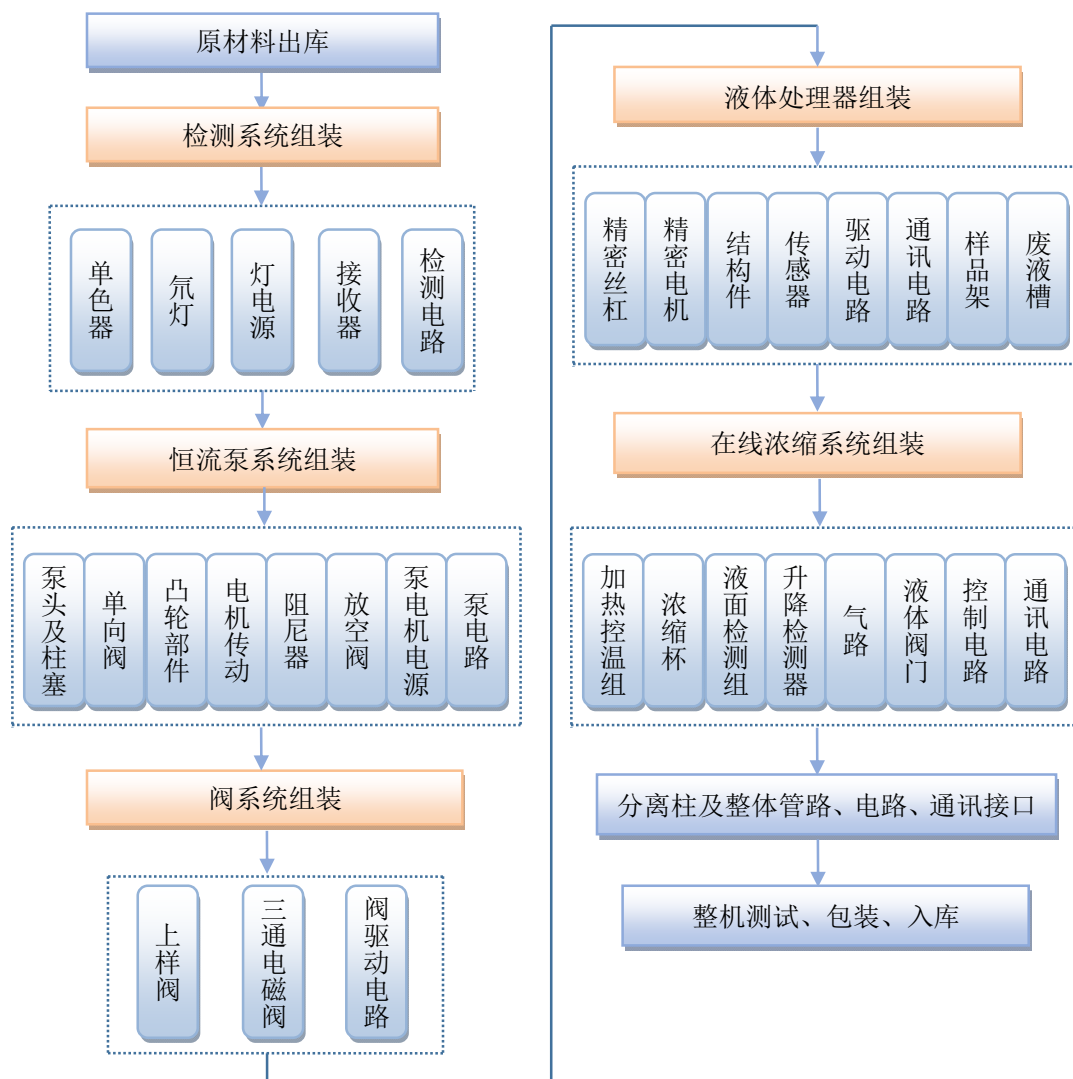 原材料出库
检测系统组装
单色器
氘灯
灯电源
接收器
检测电路
恒流泵系统组装
泵头及柱塞
单向阀
凸轮部件
电机传动
阻尼器
放空阀
泵电机电源
泵电路
阀系统组装
上样阀
三通电磁阀
阀驱动电路
液体处理器组装
精密丝杠
精密电机
结构件
传感器
驱动电路
通讯电路
样品架
废液槽
在线浓缩系统组装
加热控温组
浓缩杯
液面检测组
升降检测器
气路
液体阀门
控制电路
通讯电路
分离柱及整体管路、电路、通讯接口
整机测试、包装、入库